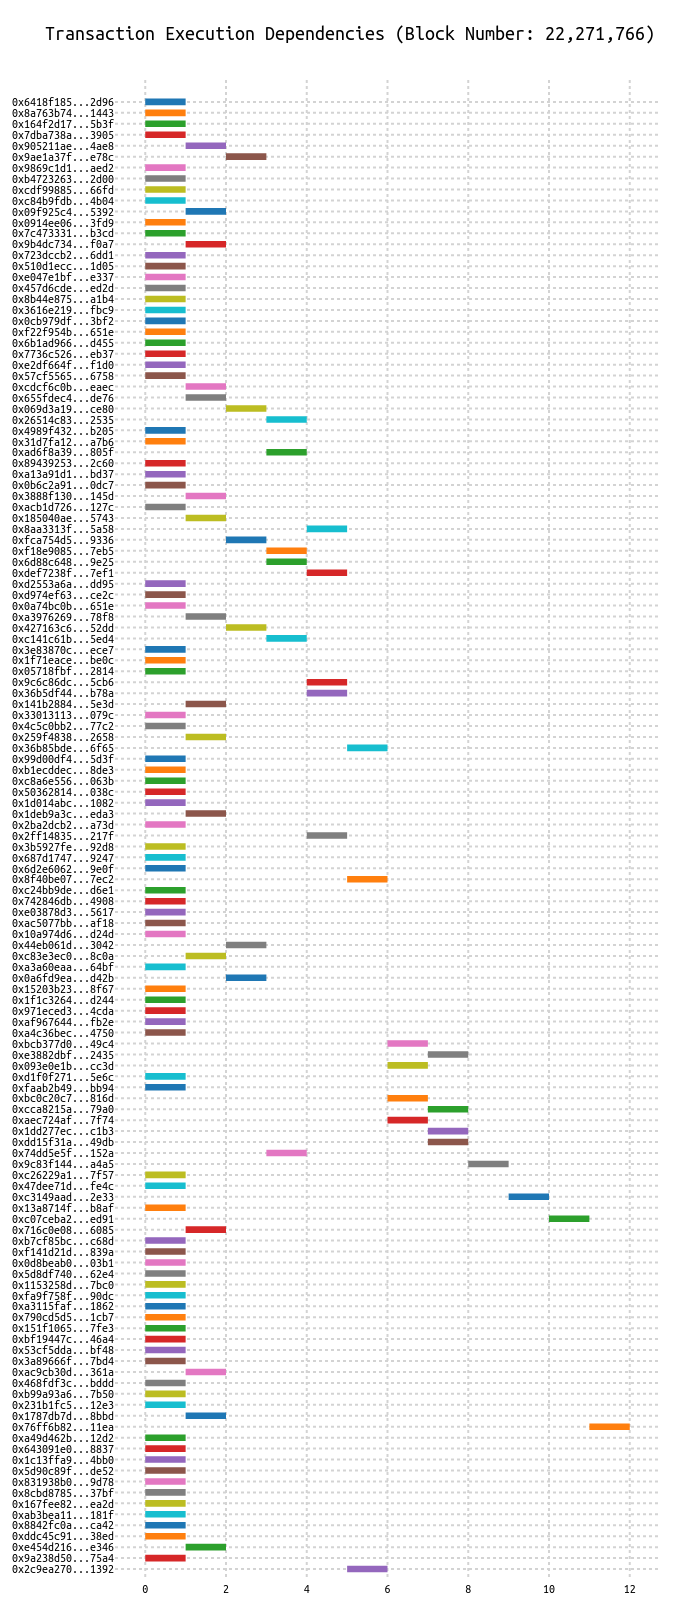 Transaction Execution Dependencies (Block Number: 22,271,766)
0x6418f185...2d96
0x8a763b74...1443
0x164f2d17...5b3f
0x7dba738a...3905
0x905211ae...4ae8
0x9ae1a37f...e78c
0x9869c1d1...aed2
0xb4723263...2d00
0xcdf99885...66fd
0xc84b9fdb...4b04
0x09f925c4...5392
0x0914ee06...3fd9
0x7c473331...b3cd
0x9b4dc734...f0a7
0x723dccb2...6dd1
0x510d1ecc...1d05
0xe047e1bf...e337
0x457d6cde...ed2d
0x8b44e875...a1b4
0x3616e219...fbc9
0x0cb979df...3bf2
0xf22f954b...651e
0x6b1ad966...d455
0x7736c526...eb37
0xe2df664f...f1d0
0x57cf5565...6758
0xcdcf6c0b...eaec
0x655fdec4...de76
0x069d3a19...ce80
0x26514c83...2535
0x4989f432...b205
0x31d7fa12...a7b6
0xad6f8a39...805f
0x89439253...2c60
0xa13a91d1...bd37
0x0b6c2a91...0dc7
0x3888f130...145d
0xacb1d726...127c
0x185040ae...5743
0x8aa3313f...5a58
0xfca754d5...9336
0xf18e9085...7eb5
0x6d88c648...9e25
0xdef7238f...7ef1
0xd2553a6a...dd95
0xd974ef63...ce2c
0x0a74bc0b...651e
0xa3976269...78f8
0x427163c6...52dd
0xc141c61b...5ed4
0x3e83870c...ece7
0x1f71eace...be0c
0x05718fbf...2814
0x9c6c86dc...5cb6
0x36b5df44...b78a
0x141b2884...5e3d
0x33013113...079c
0x4c5c0bb2...77c2
0x259f4838...2658
0x36b85bde...6f65
0x99d00df4...5d3f
0xb1ecddec...8de3
0xc8a6e556...063b
0x50362814...038c
0x1d014abc...1082
0x1deb9a3c...eda3
0x2ba2dcb2...a73d
0x2ff14835...217f
0x3b5927fe...92d8
0x687d1747...9247
0x6d2e6062...9e0f
0x8f40be07...7ec2
0xc24bb9de...d6e1
0x742846db...4908
0xe03878d3...5617
0xac5077bb...af18
0x10a974d6...d24d
0x44eb061d...3042
0xc83e3ec0...8c0a
0xa3a60eaa...64bf
0x0a6fd9ea...d42b
0x15203b23...8f67
0x1f1c3264...d244
0x971eced3...4cda
0xaf967644...fb2e
0xa4c36bec...4750
0xbcb377d0...49c4
0xe3882dbf...2435
0x093e0e1b...cc3d
0xd1f0f271...5e6c
0xfaab2b49...bb94
0xbc0c20c7...816d
0xcca8215a...79a0
0xaec724af...7f74
0x1dd277ec...c1b3
0xdd15f31a...49db
0x74dd5e5f...152a
0x9c83f144...a4a5
0xc26229a1...7f57
0x47dee71d...fe4c
0xc3149aad...2e33
0x13a8714f...b8af
0xc07ceba2...ed91
0x716c0e08...6085
0xb7cf85bc...c68d
0xf141d21d...839a
0x0d8beab0...03b1
0x5d8df740...62e4
0x1153258d...7bc0
0xfa9f758f...90dc
0xa3115faf...1862
0x790cd5d5...1cb7
0x151f1065...7fe3
0xbf19447c...46a4
0x53cf5dda...bf48
0x3a89666f...7bd4
0xac9cb30d...361a
0x468fdf3c...bddd
0xb99a93a6...7b50
0x231b1fc5...12e3
0x1787db7d...8bbd
0x76ff6b82...11ea
0xa49d462b...12d2
0x643091e0...8837
0x1c13ffa9...4bb0
0x5d90c89f...de52
0x831938b0...9d78
0x8cbd8785...37bf
0x167fee82...ea2d
0xab3bea11...181f
0x8842fc0a...ca42
0xddc45c91...38ed
0xe454d216...e346
0x9a238d50...75a4
0x2c9ea270...1392
0 2 4 6 8 10 12